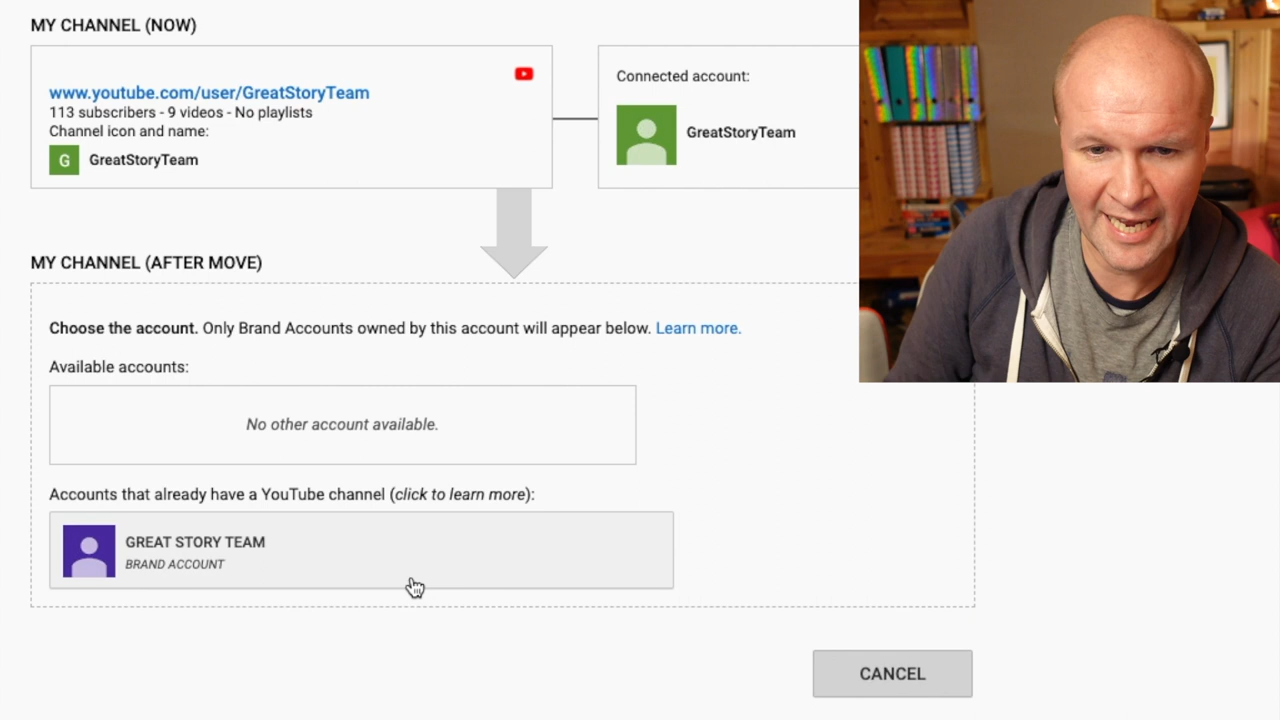 MY CHANNEL (NOW)
www.youtube.com/user/GreatStoryTeam
113 subscribers - 9 videos - No playlists
Channel icon and name:
G GreatStoryTeam
Connected account:
GreatStoryTeam
MY CHANNEL (AFTER MOVE)
Choose the account. Only Brand Accounts owned by this account will appear below. Learn more.
Available accounts:
No other account available.
Accounts that already have a YouTube channel (click to learn more):
GREAT STORY TEAM
BRAND ACCOUNT
CANCEL